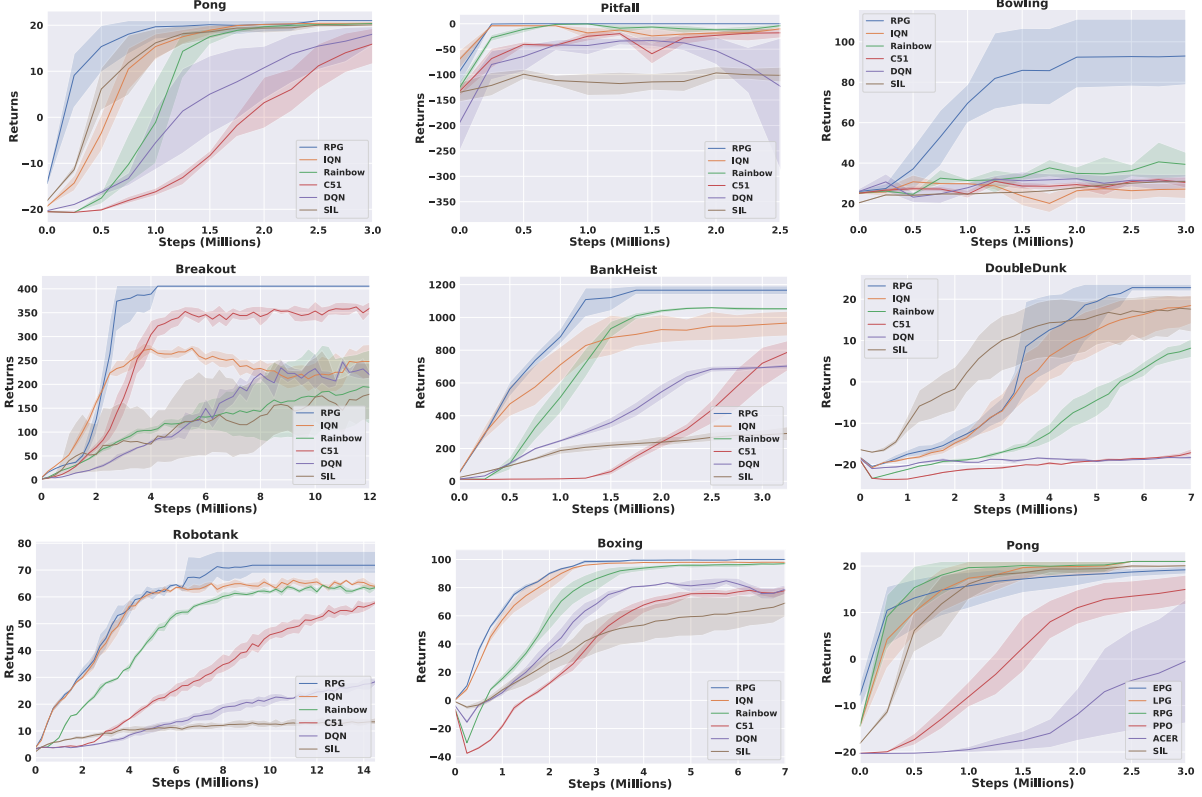 Pong
Returns
20
10
0
−10
−20
RPG
IQN
Rainbow
C51
DQN
SIL
0.0 0.5 1.0 1.5 2.0 2.5 3.0
Steps (Millions)
Pitfall
Returns
0
−50
−100
−150
−200
−250
−300
−350
RPG
IQN
Rainbow
C51
DQN
SIL
0.0 0.5 1.0 1.5 2.0 2.5
Steps (Millions)
Bowling
Returns
100
80
60
40
20
RPG
IQN
Rainbow
C51
DQN
SIL
0.0 0.5 1.0 1.5 2.0 2.5 3.0
Steps (Millions)
Breakout
Returns
400
350
300
250
200
150
100
50
0
RPG
IQN
Rainbow
C51
DQN
SIL
0 2 4 6 8 10 12
Steps (Millions)
BankHeist
Returns
1200
1000
800
600
400
200
0
RPG
IQN
Rainbow
C51
DQN
SIL
0.0 0.5 1.0 1.5 2.0 2.5 3.0
Steps (Millions)
DoubleDunk
Returns
20
10
0
−10
−20
RPG
IQN
Rainbow
C51
DQN
SIL
0 1 2 3 4 5 6 7
Steps (Millions)
Robotank
Returns
80
70
60
50
40
30
20
10
0
RPG
IQN
Rainbow
C51
DQN
SIL
0 2 4 6 8 10 12 14
Steps (Millions)
Boxing
Returns
100
80
60
40
20
0
−20
−40
RPG
IQN
Rainbow
C51
DQN
SIL
0 1 2 3 4 5 6 7
Steps (Millions)
Pong
Returns
20
10
0
−10
−20
EPG
LPG
RPG
PPO
ACER
SIL
0.0 0.5 1.0 1.5 2.0 2.5 3.0
Steps (Millions)